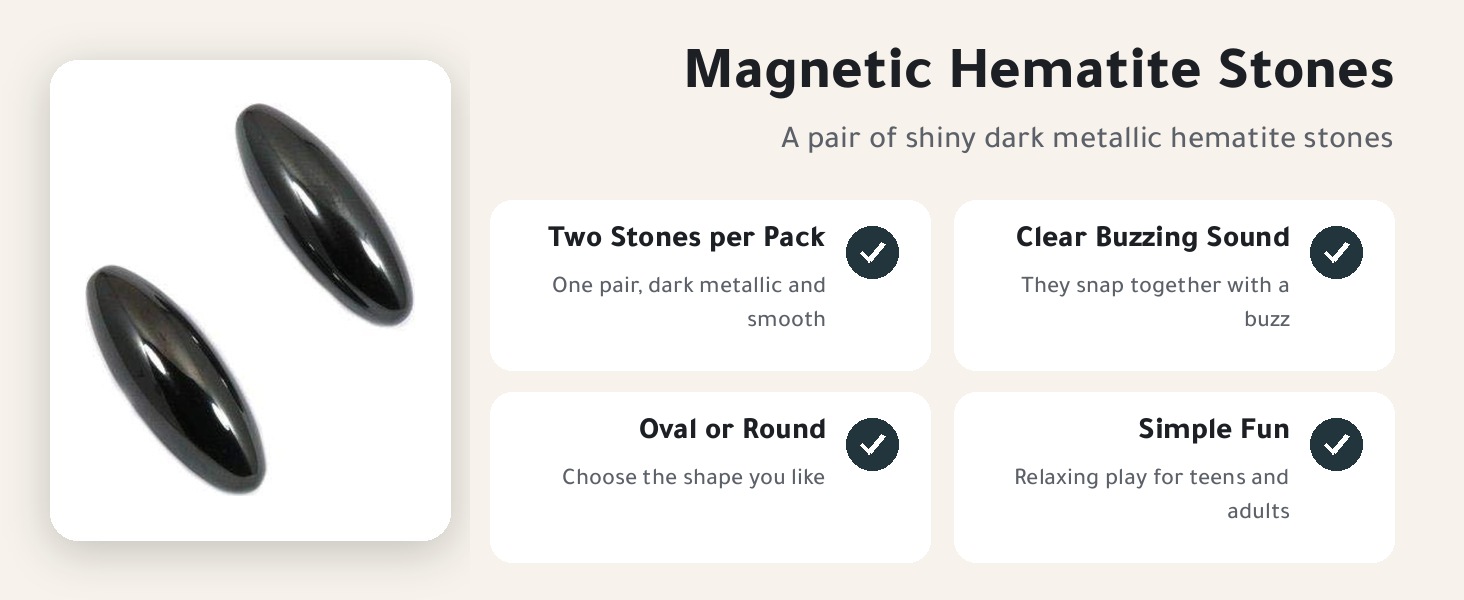 Magnetic Hematite Stones
A pair of shiny dark metallic hematite stones
Two Stones per Pack
One pair, dark metallic and
smooth
Clear Buzzing Sound
They snap together with a
buzz
Oval or Round
Choose the shape you like
Simple Fun
Relaxing play for teens and
adults